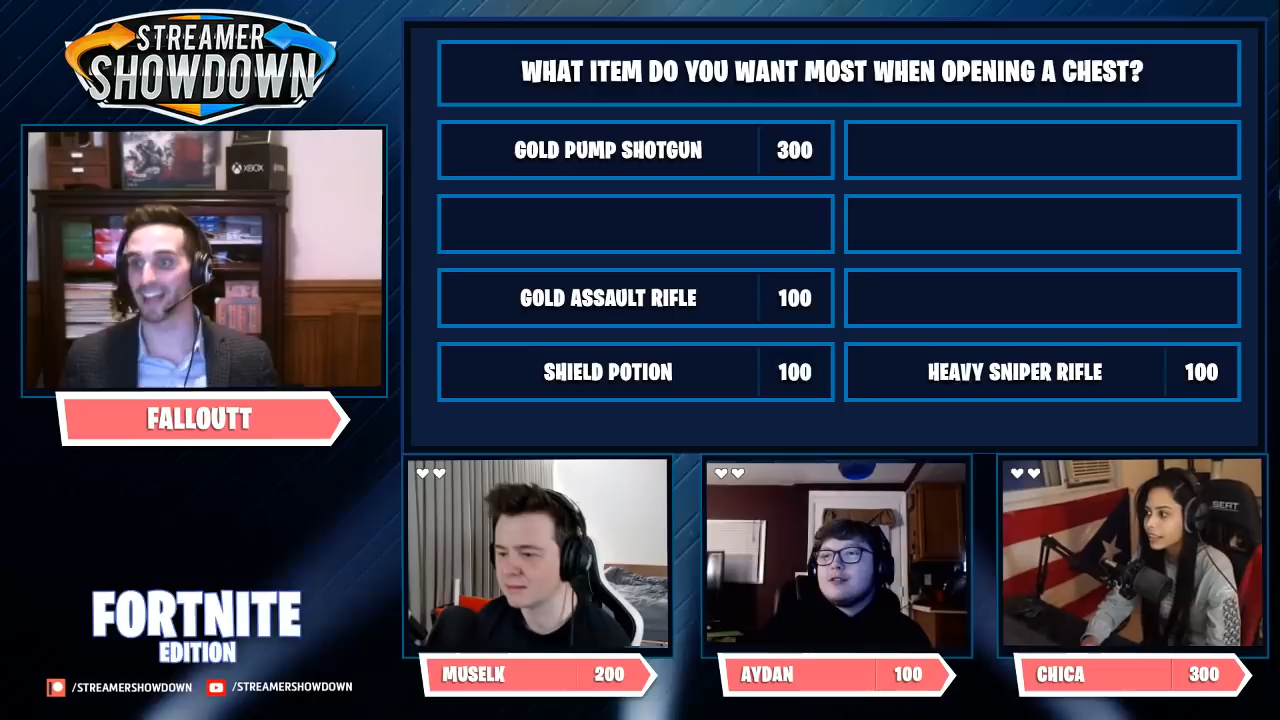 STREAMER
SHOWDOWN
WHAT ITEM DO YOU WANT MOST WHEN OPENING A CHEST?
GOLD PUMP SHOTGUN 300
GOLD ASSAULT RIFLE 100
SHIELD POTION 100
HEAVY SNIPER RIFLE 100
XBOX
FALLOUTT
SEAT
FORTNITE
EDITION
/STREAMERSHOWDOWN
/STREAMERSHOWDOWN
MUSELK 200
AYDAN 100
CHICA 300